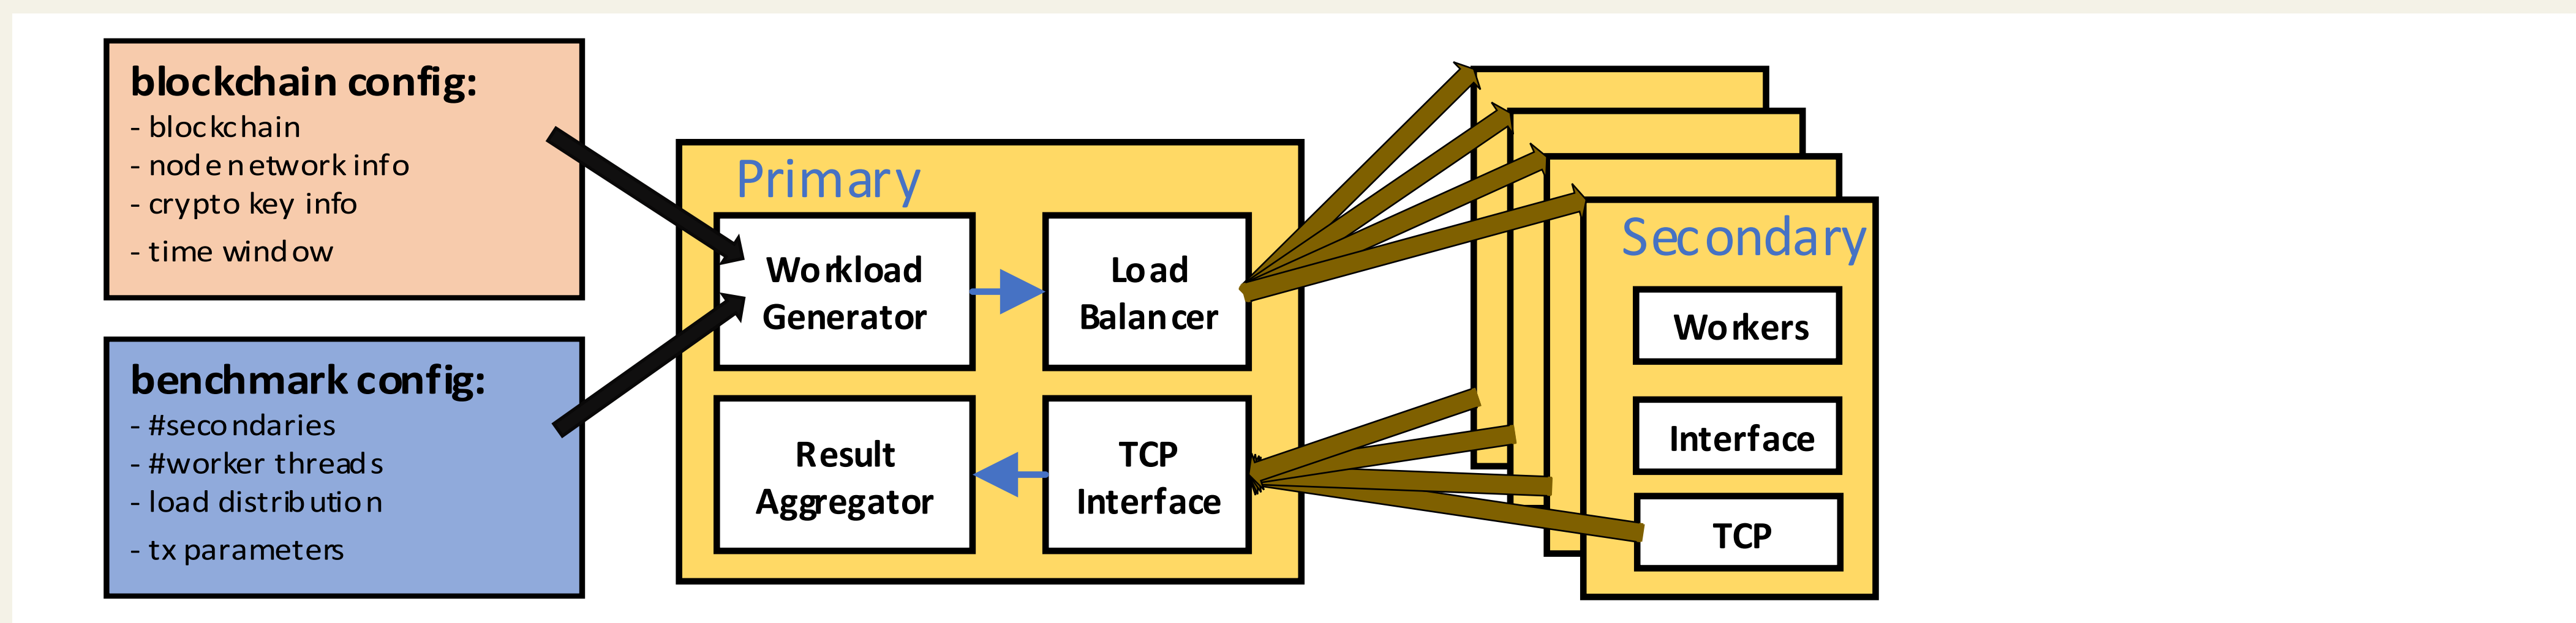 blockchain config:
- blockchain
- node network info
- crypto key info
- time window
benchmark config:
- #secondaries
- #worker threads
- load distribution
- tx parameters
Primary
Workload
Generator
Load
Balancer
Result
Aggregator
TCP
Interface
Secondary
Workers
Interface
TCP